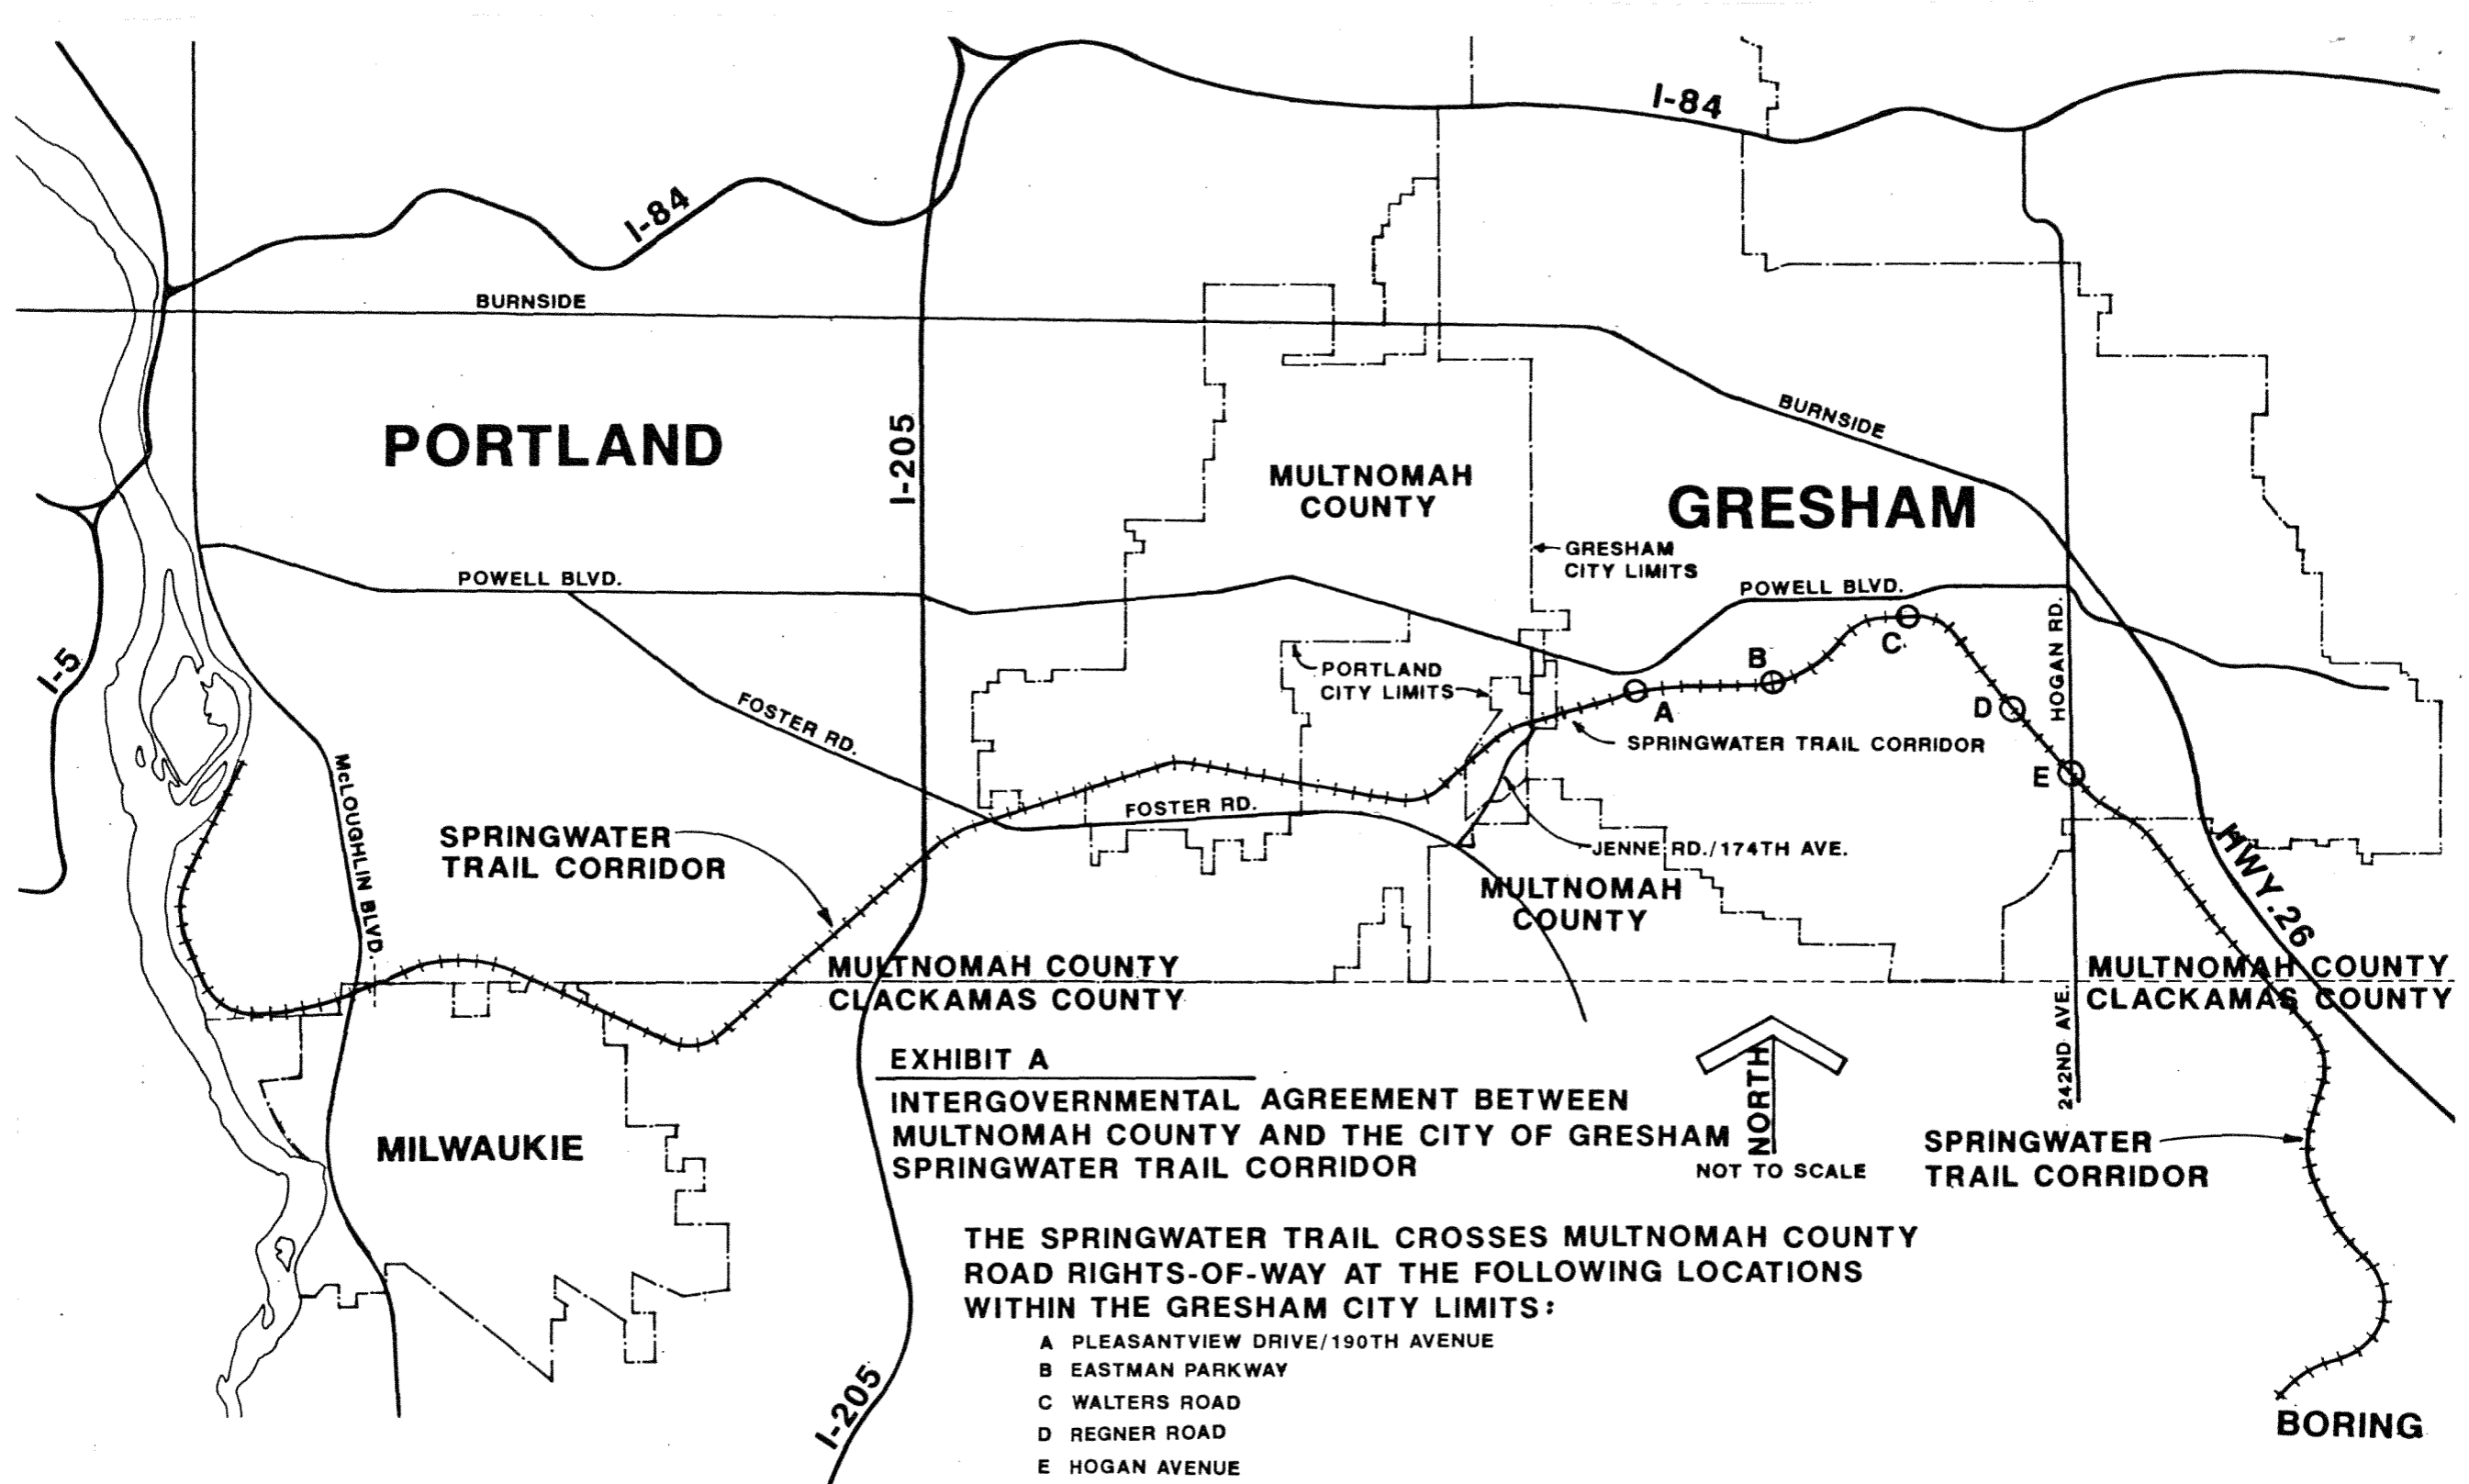 I-84
I-84
BURNSIDE
PORTLAND
I-205
BURNSIDE
MULTNOMAH
COUNTY
GRESHAM
GRESHAM
CITY LIMITS
POWELL BLVD.
POWELL BLVD.
HOGAN RD.
I-5
FOSTER RD.
PORTLAND
CITY LIMITS
A
B
C
D
E
SPRINGWATER TRAIL CORRIDOR
McLOUGHLIN BLVD.
FOSTER RD.
SPRINGWATER
TRAIL CORRIDOR
JENNE RD./174TH AVE.
MULTNOMAH
COUNTY
HWY.26
MULTNOMAH COUNTY
CLACKAMAS COUNTY
MULTNOMAH COUNTY
CLACKAMAS COUNTY
242ND AVE.
EXHIBIT A
INTERGOVERNMENTAL AGREEMENT BETWEEN
MULTNOMAH COUNTY AND THE CITY OF GRESHAM
SPRINGWATER TRAIL CORRIDOR
NORTH
NOT TO SCALE
MILWAUKIE
SPRINGWATER
TRAIL CORRIDOR
THE SPRINGWATER TRAIL CROSSES MULTNOMAH COUNTY
ROAD RIGHTS-OF-WAY AT THE FOLLOWING LOCATIONS
WITHIN THE GRESHAM CITY LIMITS:
A PLEASANTVIEW DRIVE/190TH AVENUE
B EASTMAN PARKWAY
C WALTERS ROAD
D REGNER ROAD
E HOGAN AVENUE
I-205
BORING